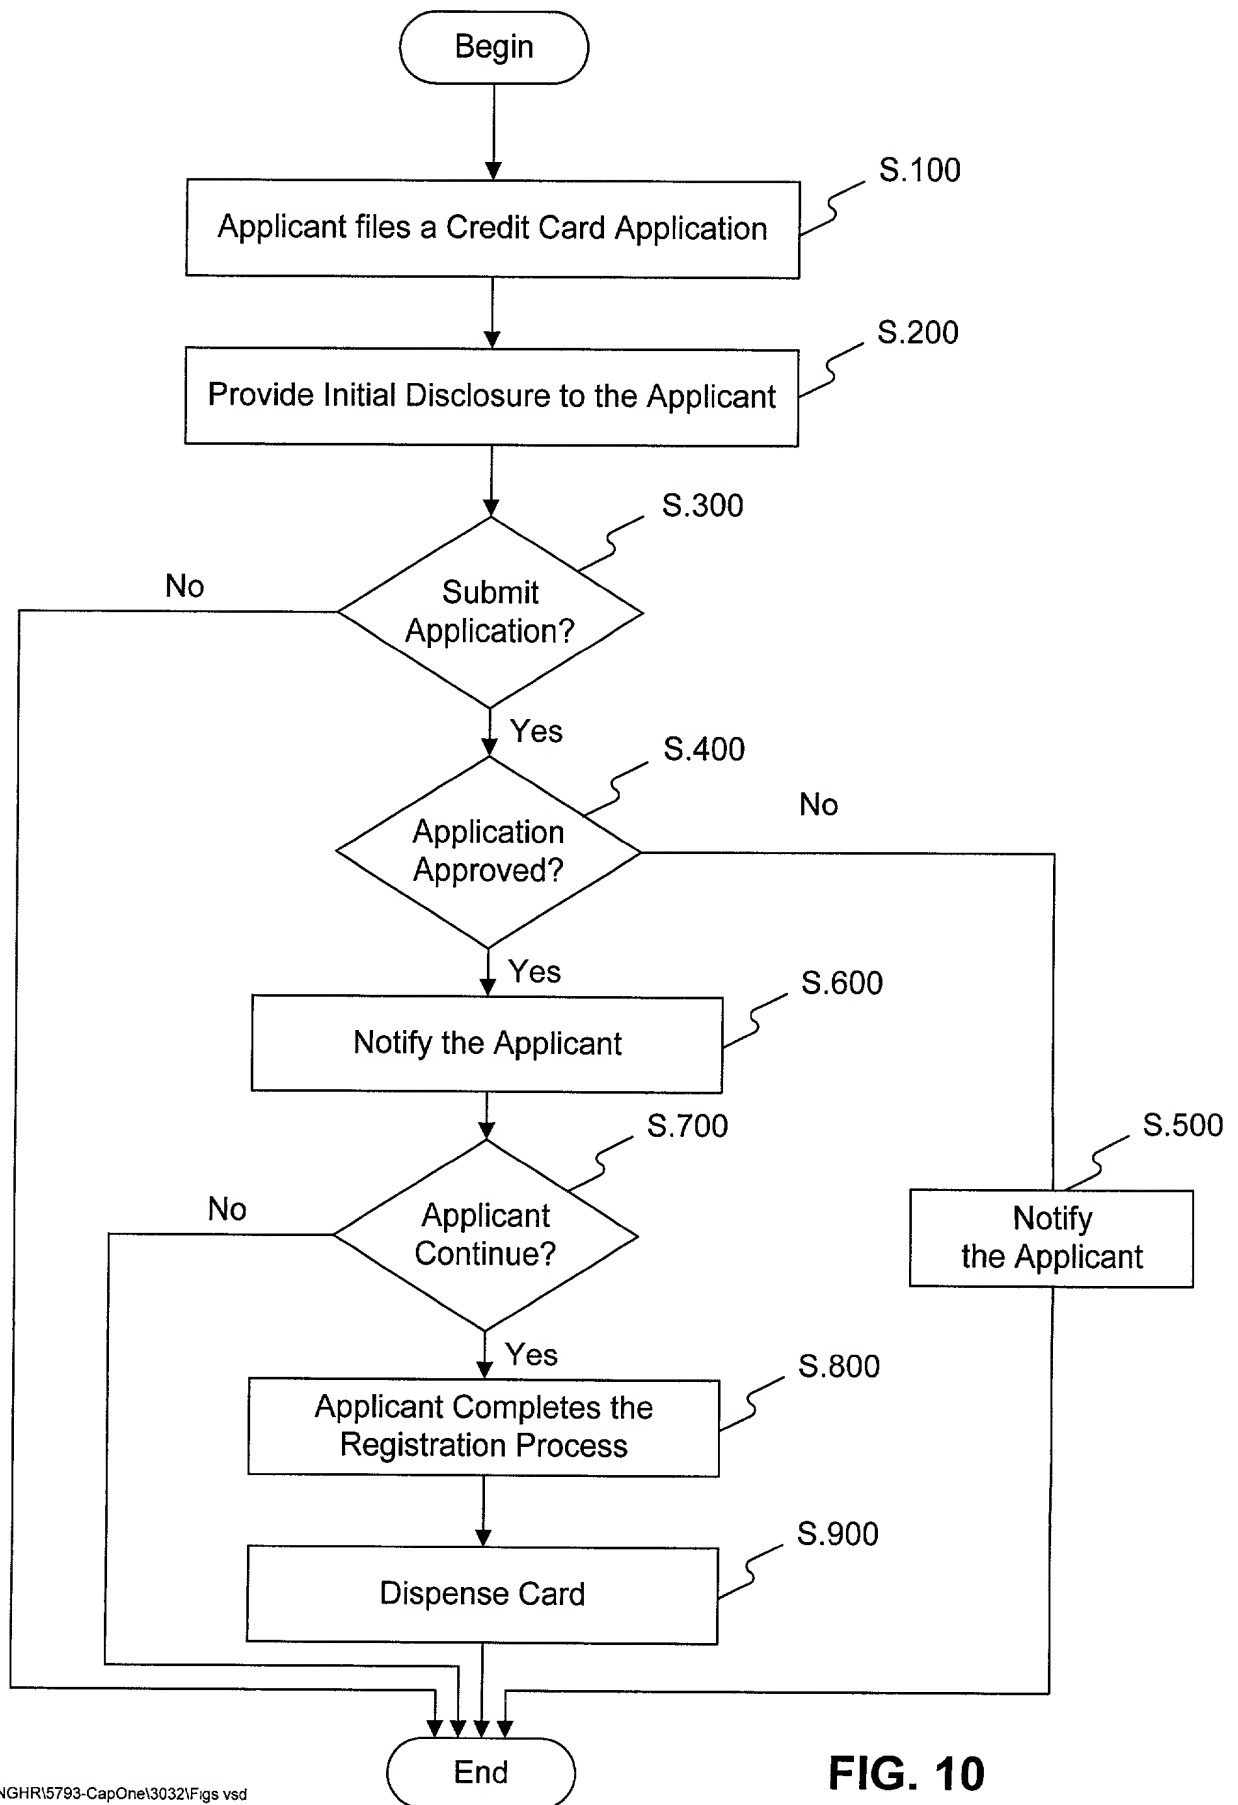 Begin
S.100
Applicant files a Credit Card Application
S.200
Provide Initial Disclosure to the Applicant
S.300
No
Submit
Application?
Yes
S.400
No
Application
Approved?
Yes
S.600
Notify the Applicant
S.700
S.500
No
Applicant
Continue?
Notify
the Applicant
Yes
S.800
Applicant Completes the
Registration Process
S.900
Dispense Card
End
FIG. 10
NGHR\5793-CapOne\3032\Figs vsd